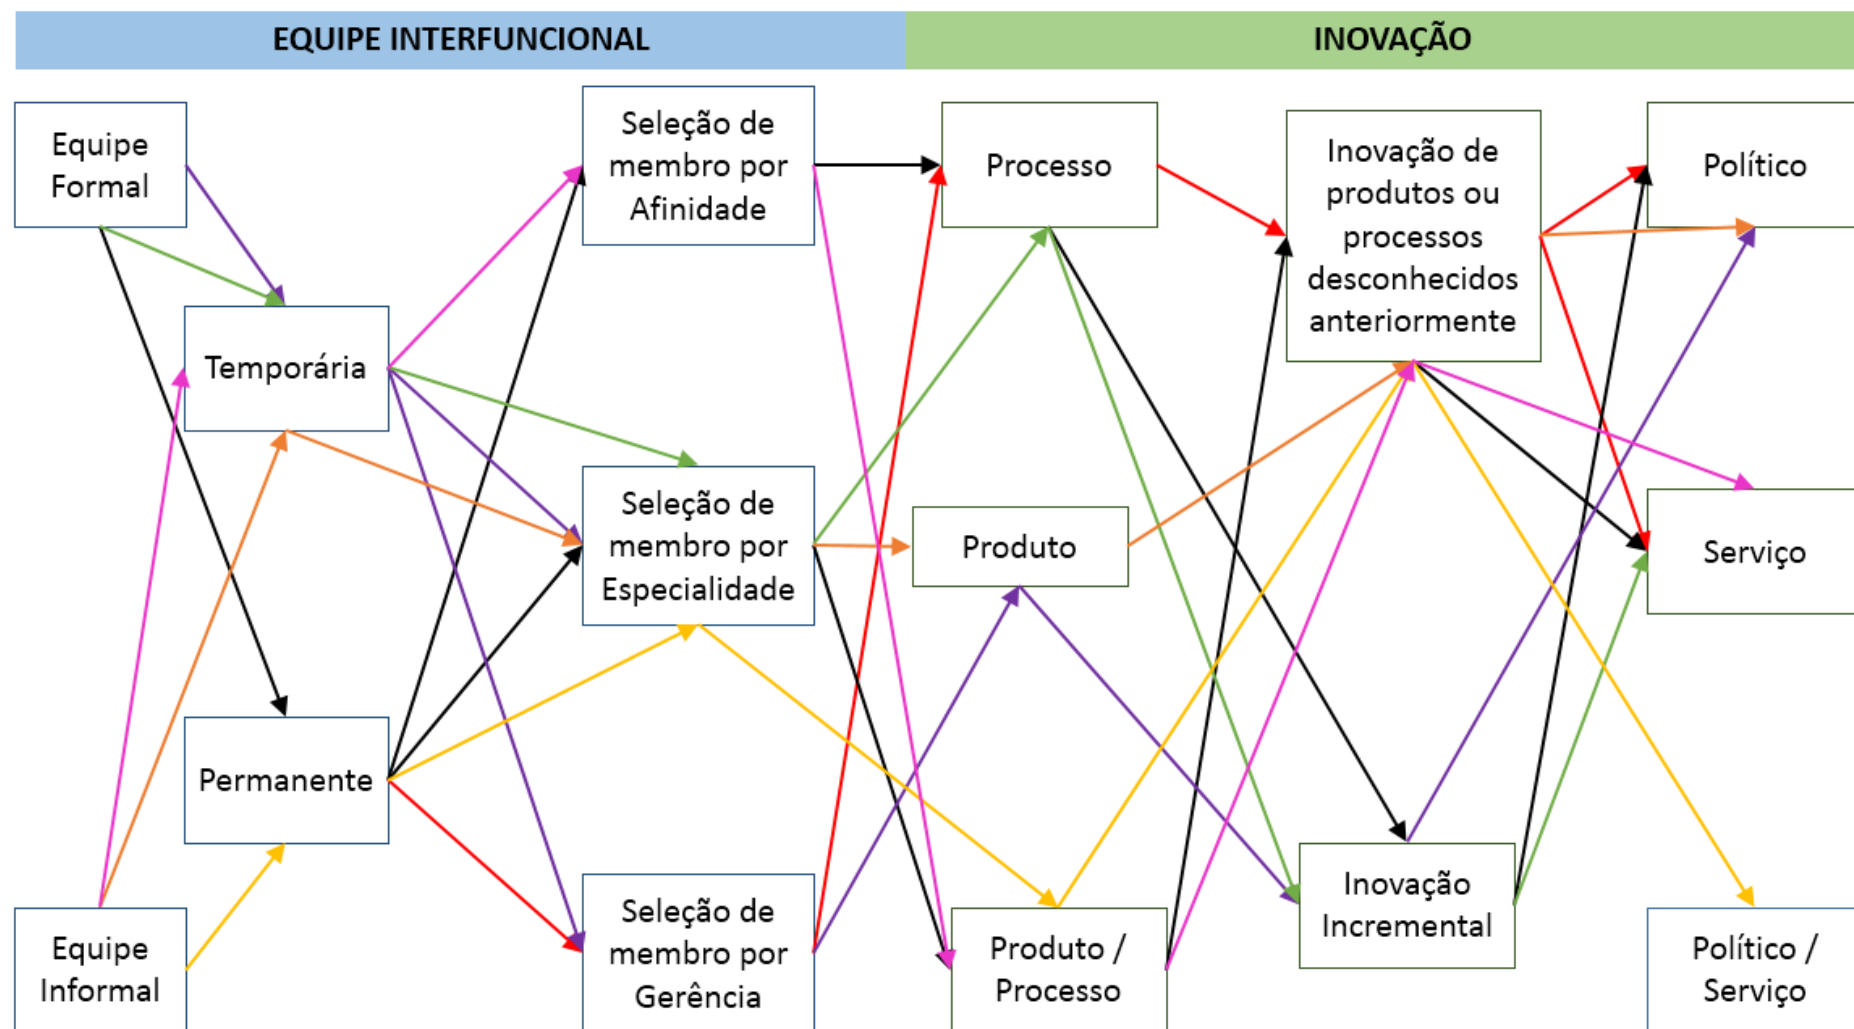 EQUIPE INTERFUNCIONAL
INOVAÇÃO
Equipe
Formal
Temporária
Permanente
Equipe
Informal
Seleção de
membro por
Afinidade
Seleção de
membro por
Especialidade
Seleção de
membro por
Gerência
Processo
Produto
Produto /
Processo
Inovação de
produtos ou
processos
desconhecidos
anteriormente
Inovação
Incremental
Político
Serviço
Político /
Serviço